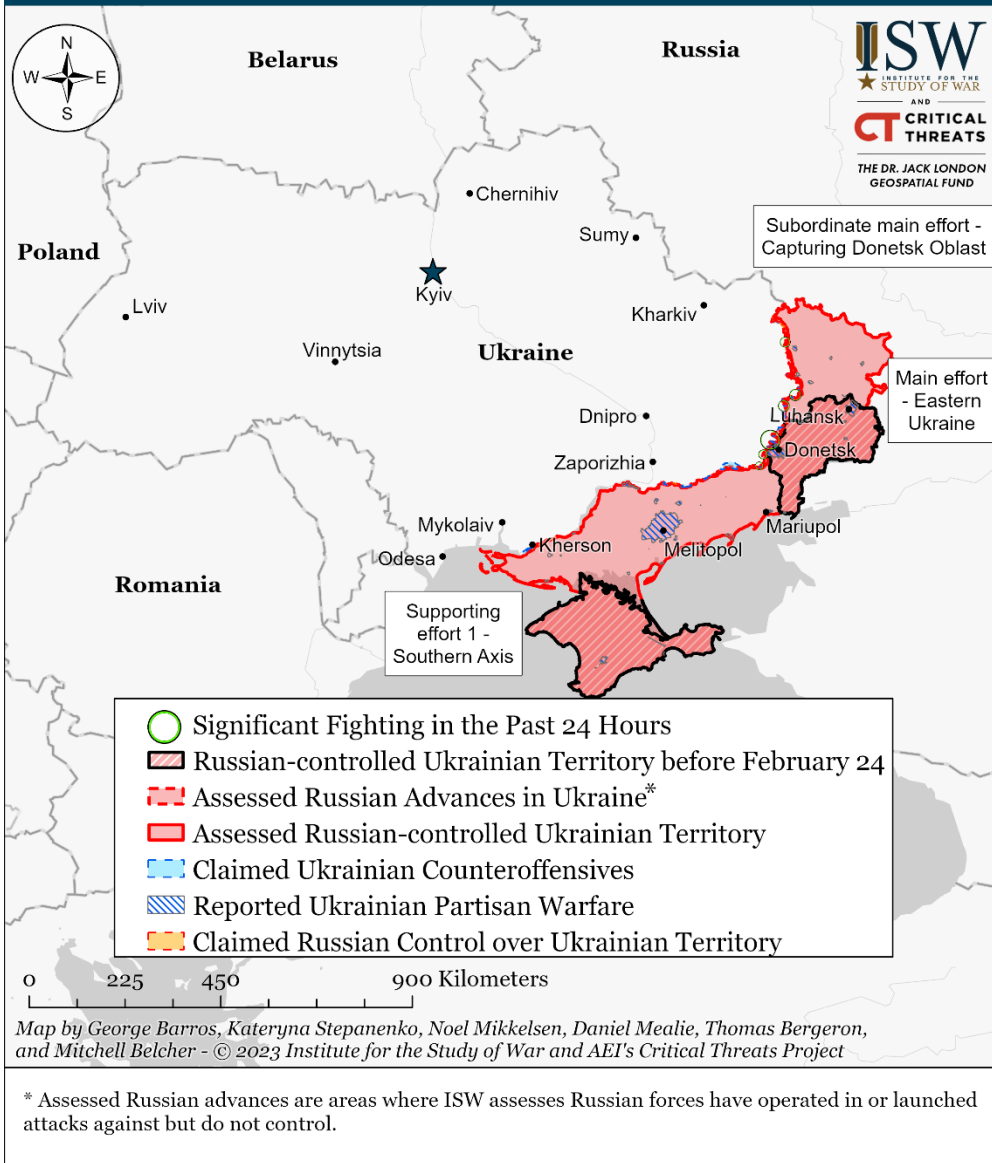 N
W
E
S
Belarus
Russia
ISW
INSTITUTE FOR THE
STUDY OF WAR
AND
CT CRITICAL
THREATS
THE DR. JACK LONDON
GEOSPATIAL FUND
Chernihiv
Sumy
Subordinate main effort -
Capturing Donetsk Oblast
Poland
Kyiv
Lviv
Kharkiv
Vinnytsia
Ukraine
Main effort
- Eastern
Ukraine
Dnipro
Luhansk
Donetsk
Zaporizhia
Mykolaiv
Mariupol
Kherson
Melitopol
Odesa
Romania
Supporting
effort 1 -
Southern Axis
Significant Fighting in the Past 24 Hours
Russian-controlled Ukrainian Territory before February 24
Assessed Russian Advances in Ukraine*
Assessed Russian-controlled Ukrainian Territory
Claimed Ukrainian Counteroffensives
Reported Ukrainian Partisan Warfare
Claimed Russian Control over Ukrainian Territory
0 225 450 900 Kilometers
Map by George Barros, Kateryna Stepanenko, Noel Mikkelsen, Daniel Mealie, Thomas Bergeron,
and Mitchell Belcher - © 2023 Institute for the Study of War and AEI's Critical Threats Project
* Assessed Russian advances are areas where ISW assesses Russian forces have operated in or launched
attacks against but do not control.